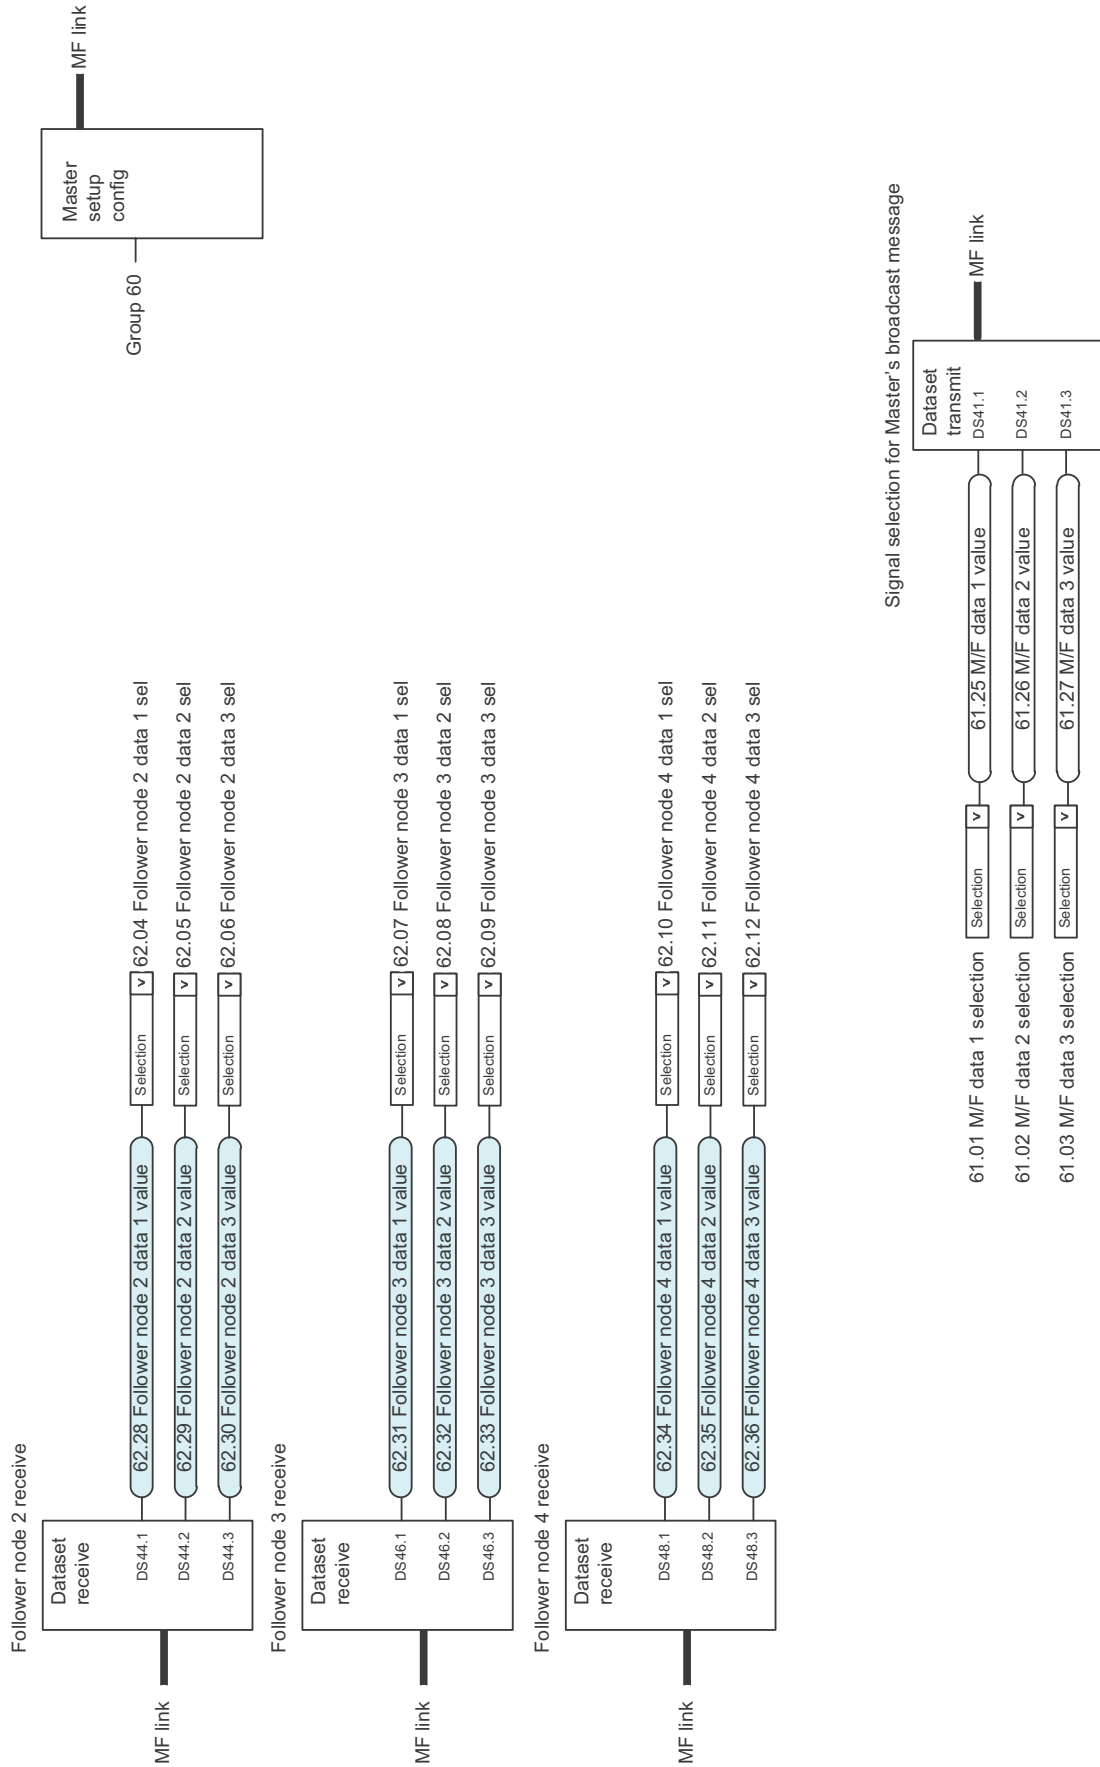 Follower node 2 receive
Dataset
receive
MF link
DS44.1
62.28 Follower node 2 data 1 value
Selection
v
62.04 Follower node 2 data 1 sel
DS44.2
62.29 Follower node 2 data 2 value
Selection
v
62.05 Follower node 2 data 2 sel
DS44.3
62.30 Follower node 2 data 3 value
Selection
v
62.06 Follower node 2 data 3 sel
Master
setup
config
MF link
Group 60
Follower node 3 receive
Dataset
receive
MF link
DS46.1
62.31 Follower node 3 data 1 value
Selection
v
62.07 Follower node 3 data 1 sel
DS46.2
62.32 Follower node 3 data 2 value
Selection
v
62.08 Follower node 3 data 2 sel
DS46.3
62.33 Follower node 3 data 3 value
Selection
v
62.09 Follower node 3 data 3 sel
Follower node 4 receive
Dataset
receive
MF link
DS48.1
62.34 Follower node 4 data 1 value
Selection
v
62.10 Follower node 4 data 1 sel
DS48.2
62.35 Follower node 4 data 2 value
Selection
v
62.11 Follower node 4 data 2 sel
DS48.3
62.36 Follower node 4 data 3 value
Selection
v
62.12 Follower node 4 data 3 sel
Signal selection for Master's broadcast message
Dataset
transmit
MF link
61.01 M/F data 1 selection
Selection
v
61.25 M/F data 1 value
DS41.1
61.02 M/F data 2 selection
Selection
v
61.26 M/F data 2 value
DS41.2
61.03 M/F data 3 selection
Selection
v
61.27 M/F data 3 value
DS41.3